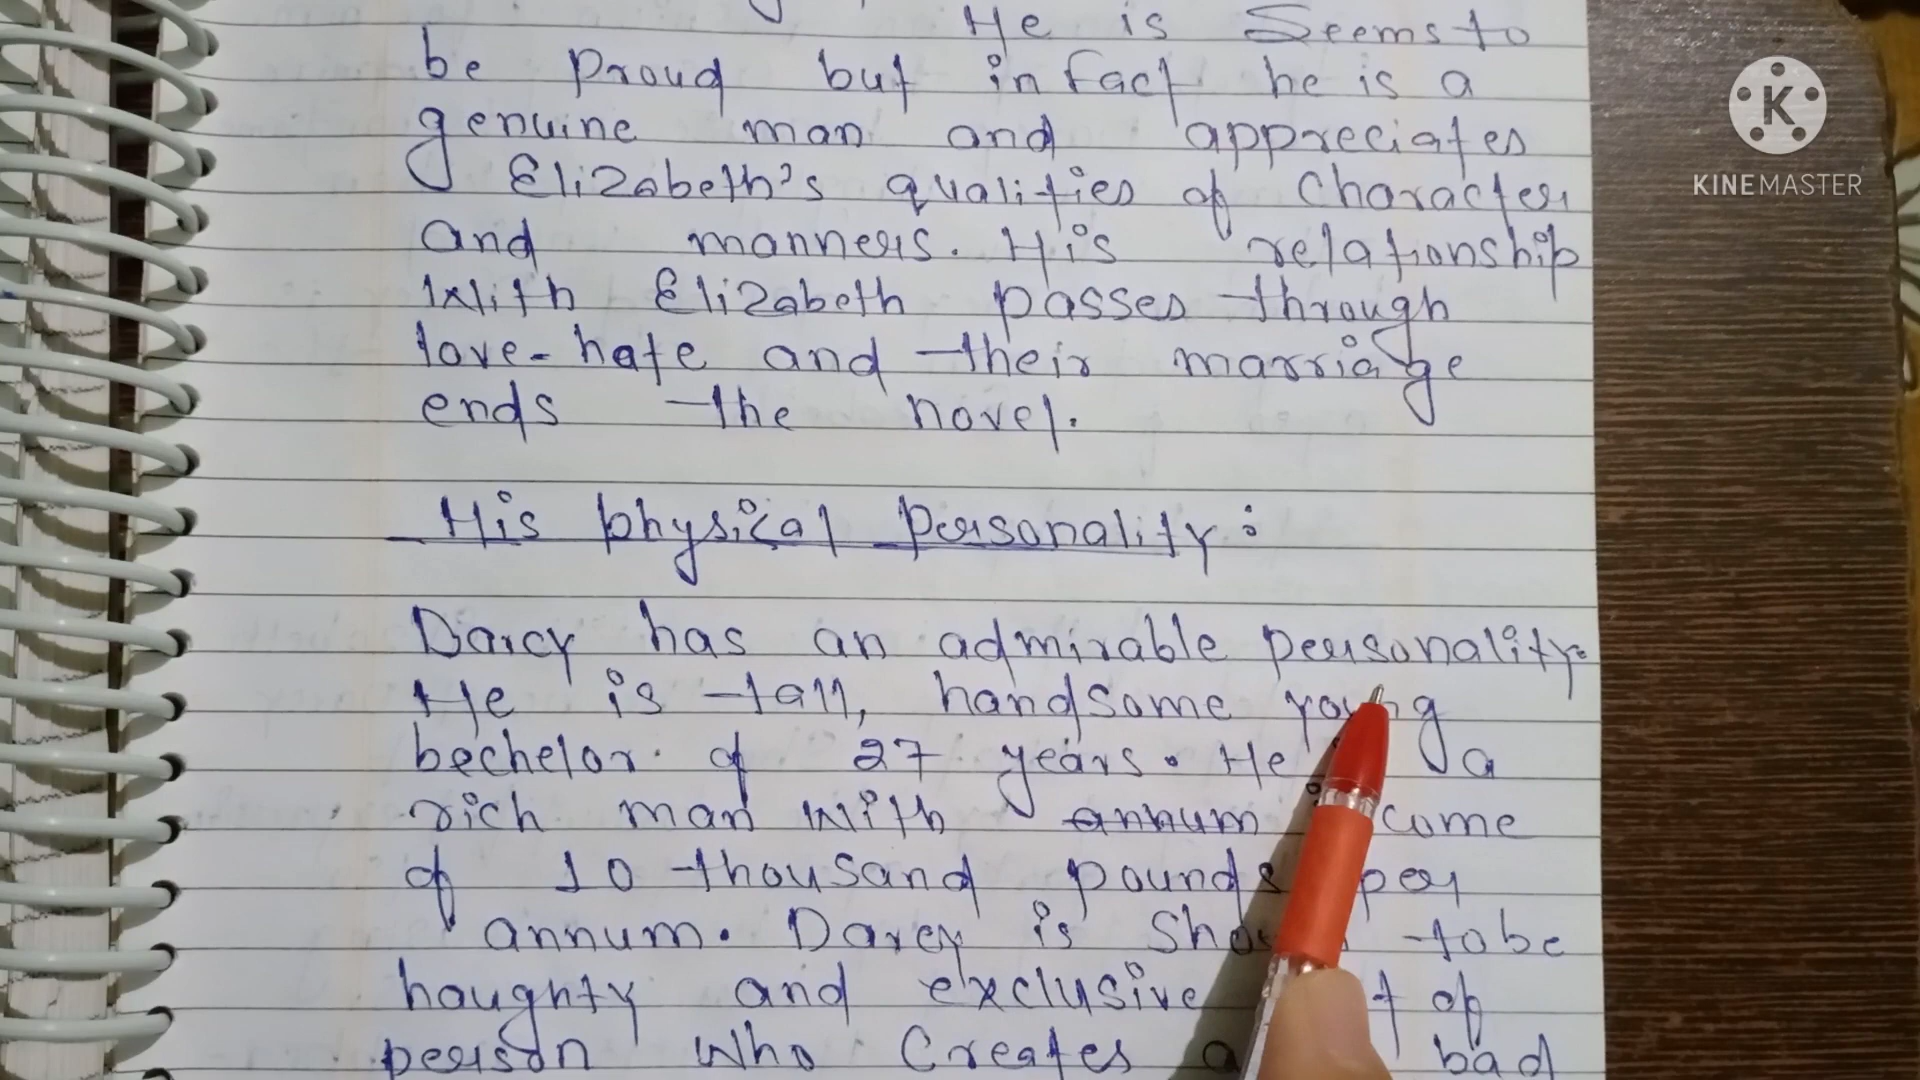 He is Seems to
be proud but infact he is a
genuine man and appreciates
Elizabeth's qualities of Character
and manners. His relationship
With Elizabeth passes through
love-hate and their marriage
ends the novel.
His physical personality:
Darcy has an admirable personality.
He is tall, handsome young
bechelor of 27 years. He a
rich man with annum come
of 10 thousand pounds per
annum. Darcy is to be
haughty and exclusive of
person who creates a bad
K
KINEMASTER